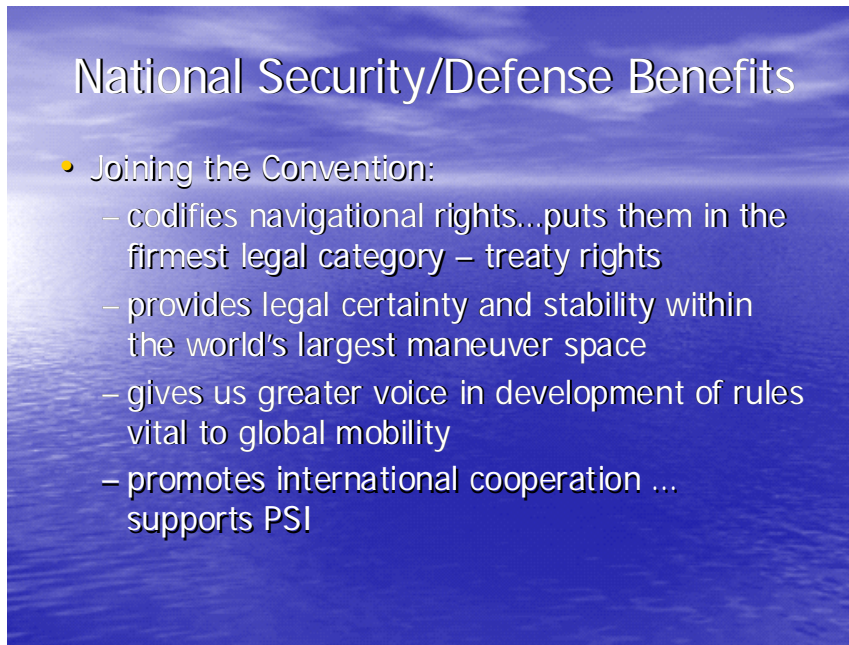 National Security/Defense Benefits
• Joining the Convention:
– codifies navigational rights...puts them in the
firmest legal category – treaty rights
– provides legal certainty and stability within
the world's largest maneuver space
– gives us greater voice in development of rules
vital to global mobility
– promotes international cooperation ...
supports PSI